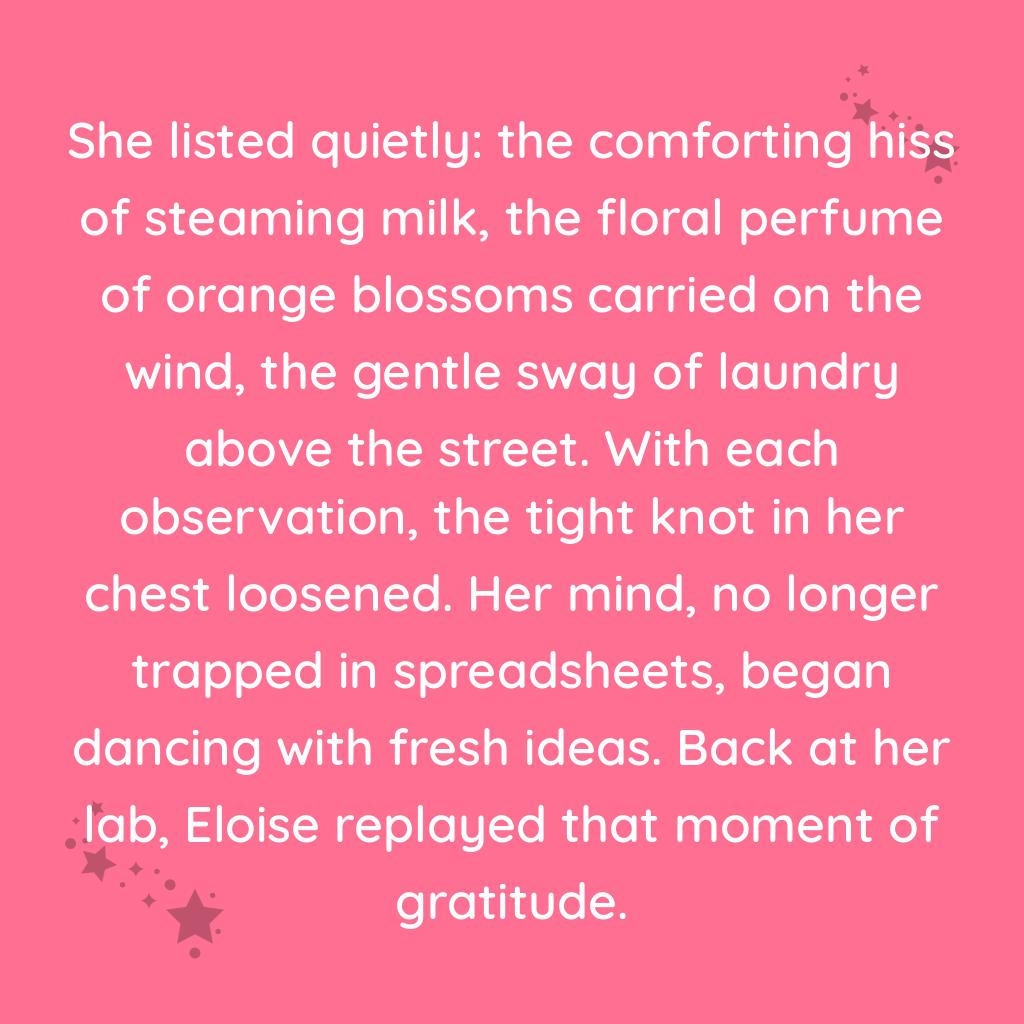 She listed quietly: the comforting hiss
of steaming milk, the floral perfume
of orange blossoms carried on the
wind, the gentle sway of laundry
above the street. With each
observation, the tight knot in her
chest loosened. Her mind, no longer
trapped in spreadsheets, began
dancing with fresh ideas. Back at her
lab, Eloise replayed that moment of
gratitude.